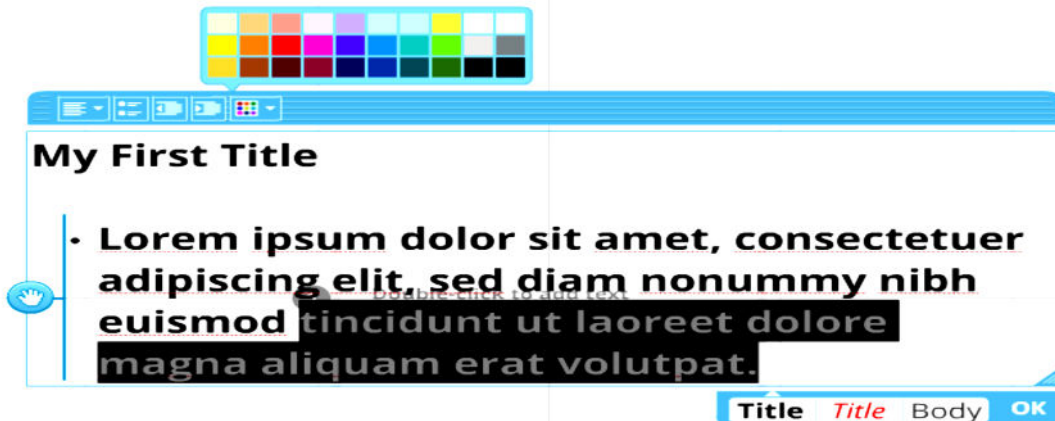 My First Title
• Lorem ipsum dolor sit amet, consectetuer
adipiscing elit, sed diam nonummy nibh
Double-click to add text
euismod tincidunt ut laoreet dolore
magna aliquam erat volutpat.
Title Title Body OK